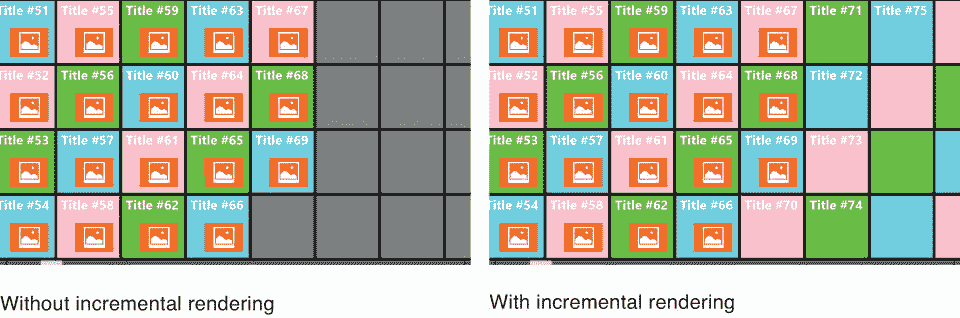 Title #51 Title #55 Title #59 Title #63 Title #67
Title #52 Title #56 Title #60 Title #64 Title #68
Title #53 Title #57 Title #61 Title #65 Title #69
Title #54 Title #58 Title #62 Title #66
Without incremental rendering
Title #51 Title #55 Title #59 Title #63 Title #67 Title #71 Title #75
Title #52 Title #56 Title #60 Title #64 Title #68 Title #72
Title #53 Title #57 Title #61 Title #65 Title #69 Title #73
Title #54 Title #58 Title #62 Title #66 Title #70 Title #74
With incremental rendering